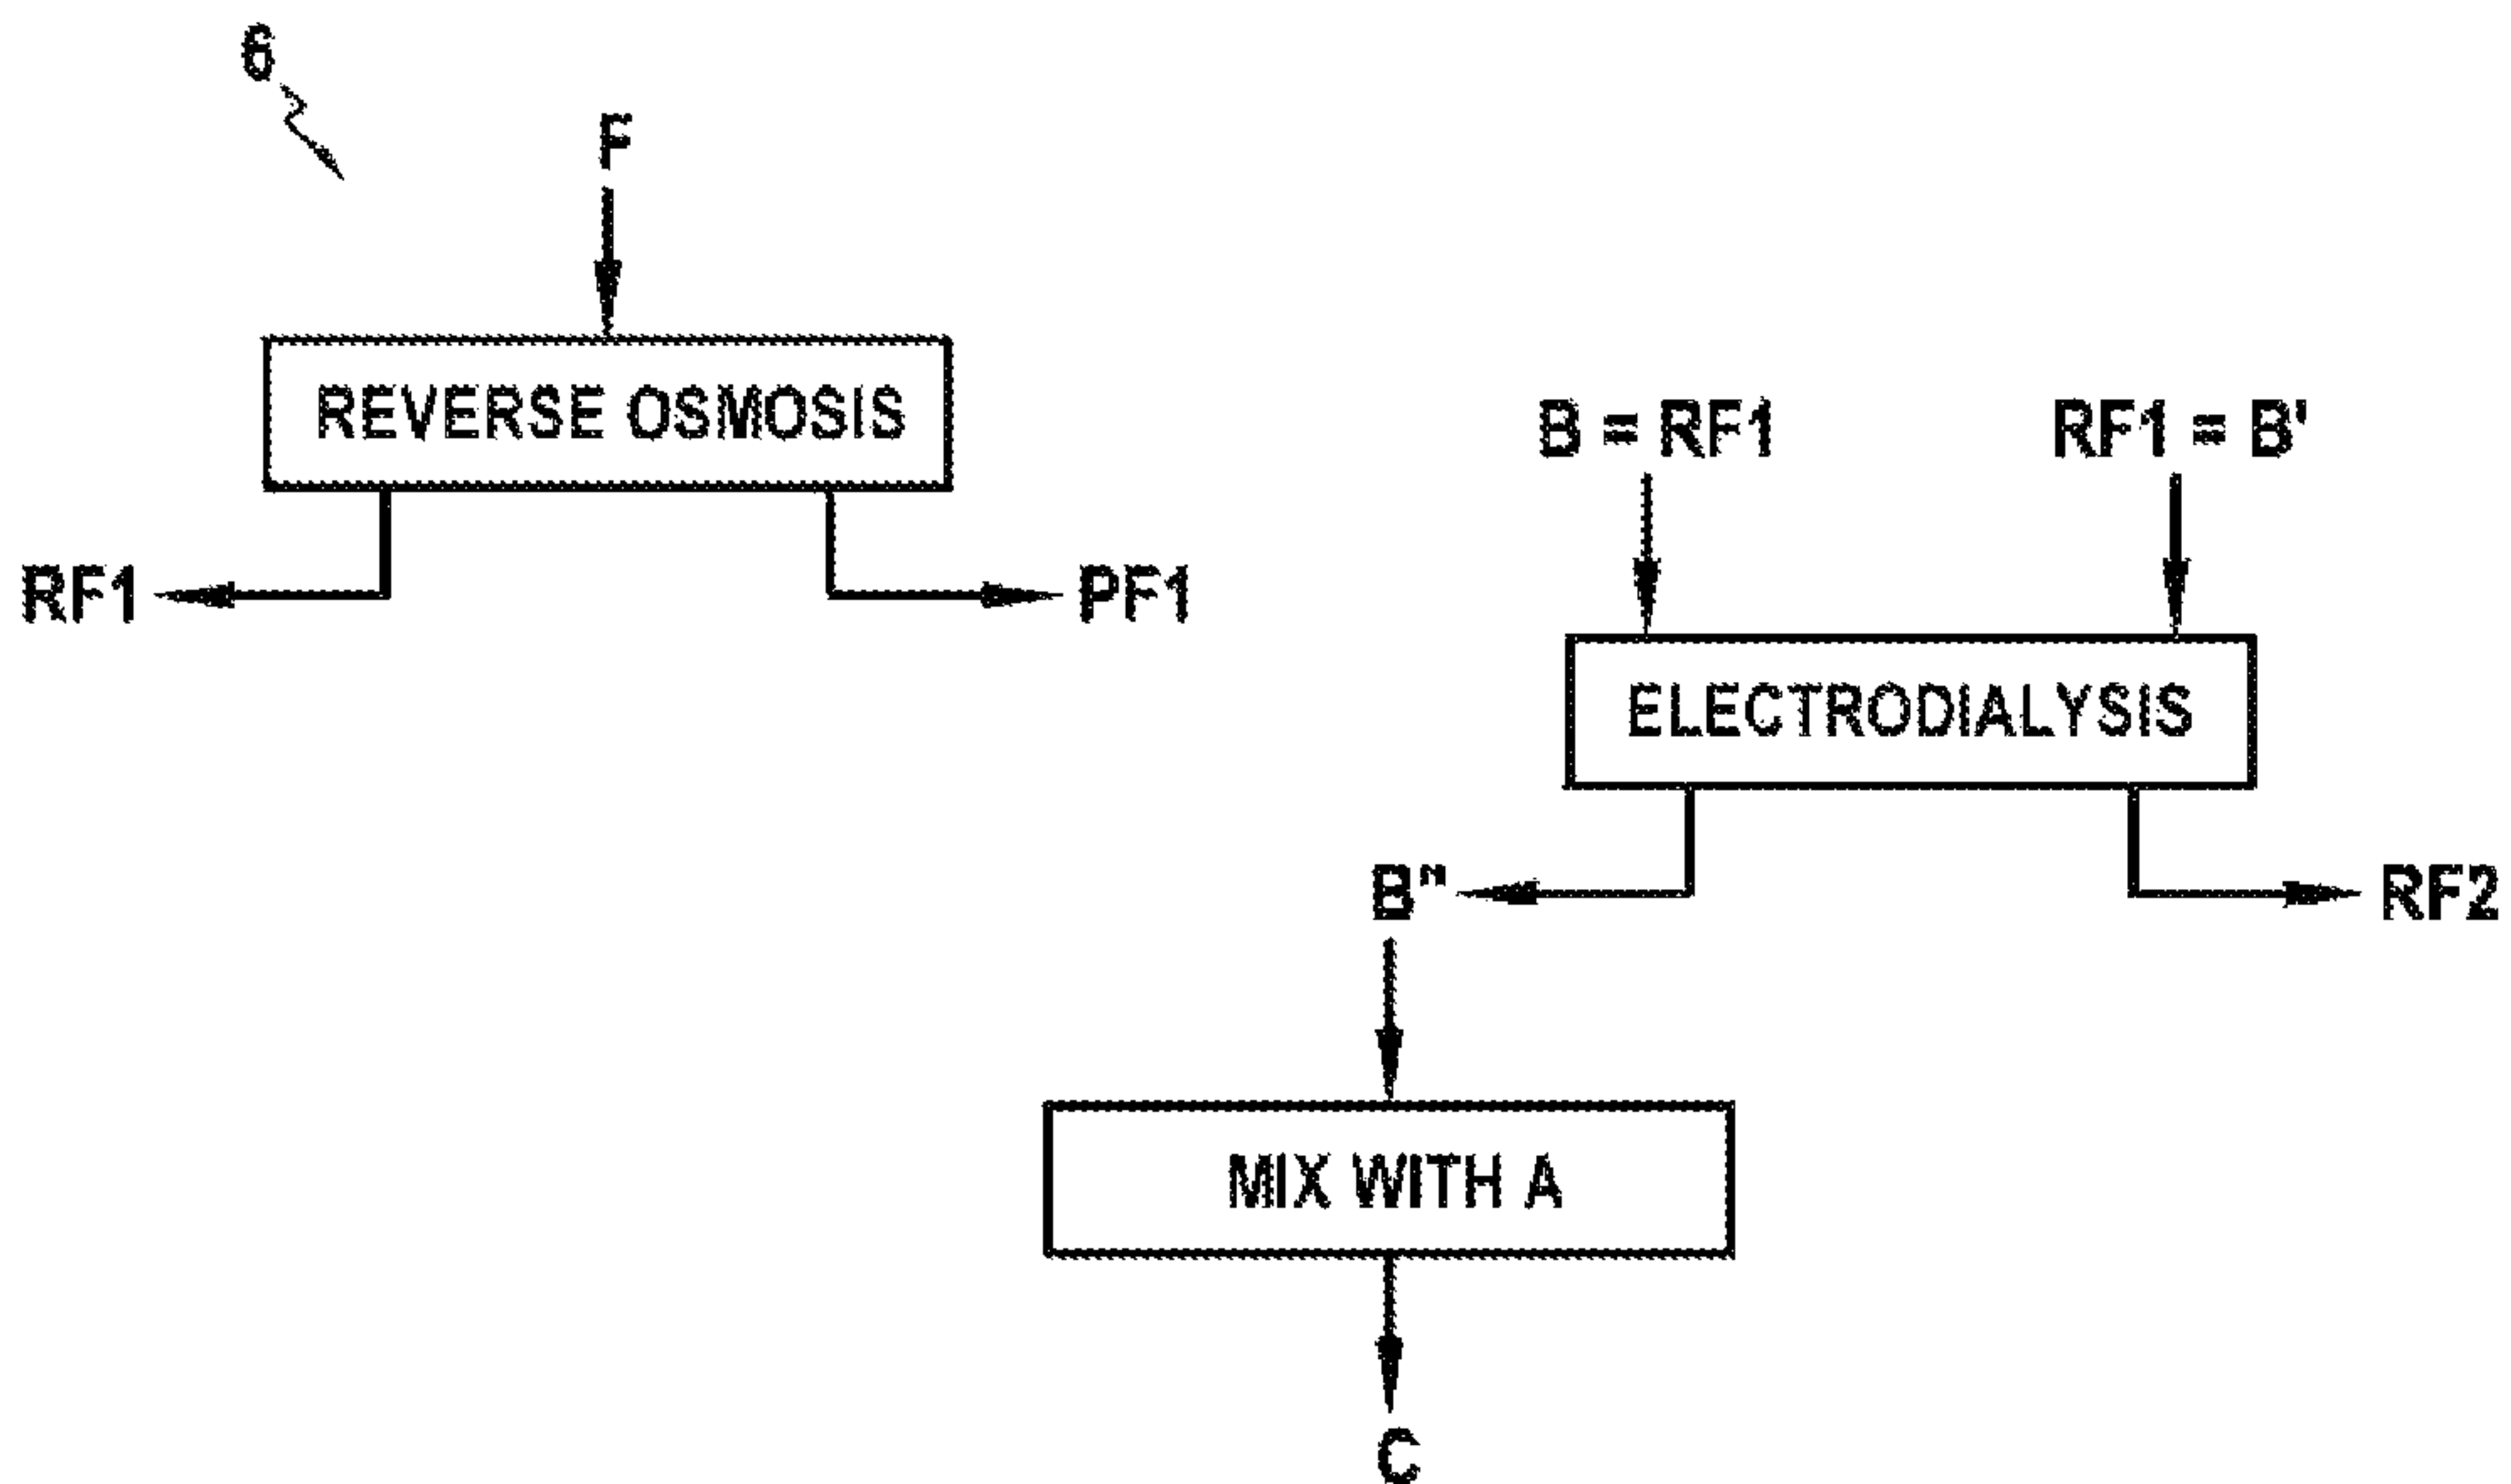 6
F
REVERSE OSMOSIS
RF1
PF1
B = RF1
RF1 = B'
ELECTRODIALYSIS
B"
RF2
MIX WITH A
C